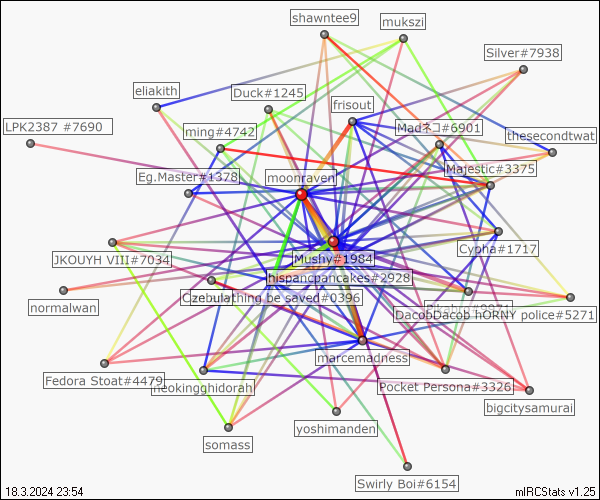 shawntee9
mukszi
Silver#7938
eliakith
Duck#1245
frisout
LPK2387 #7690
ming#4742
Madネコ#6901
thesecondtwat
Eg.Master#1378
moonraven
Majestic#3375
JKOUYH VIII#7034
Mushy#1984
Cypha#1717
hispancpancakes#2928
normalwan
thing be saved#0396
DacobDacob hORNY police#5271
marcemadness
Fedora Stoat#4479
neokingghidorah
Pocket Persona#3326
bigcitysamurai
somass
yoshimanden
Swirly Boi#6154
18.3.2024 23:54
mIRCStats v1.25